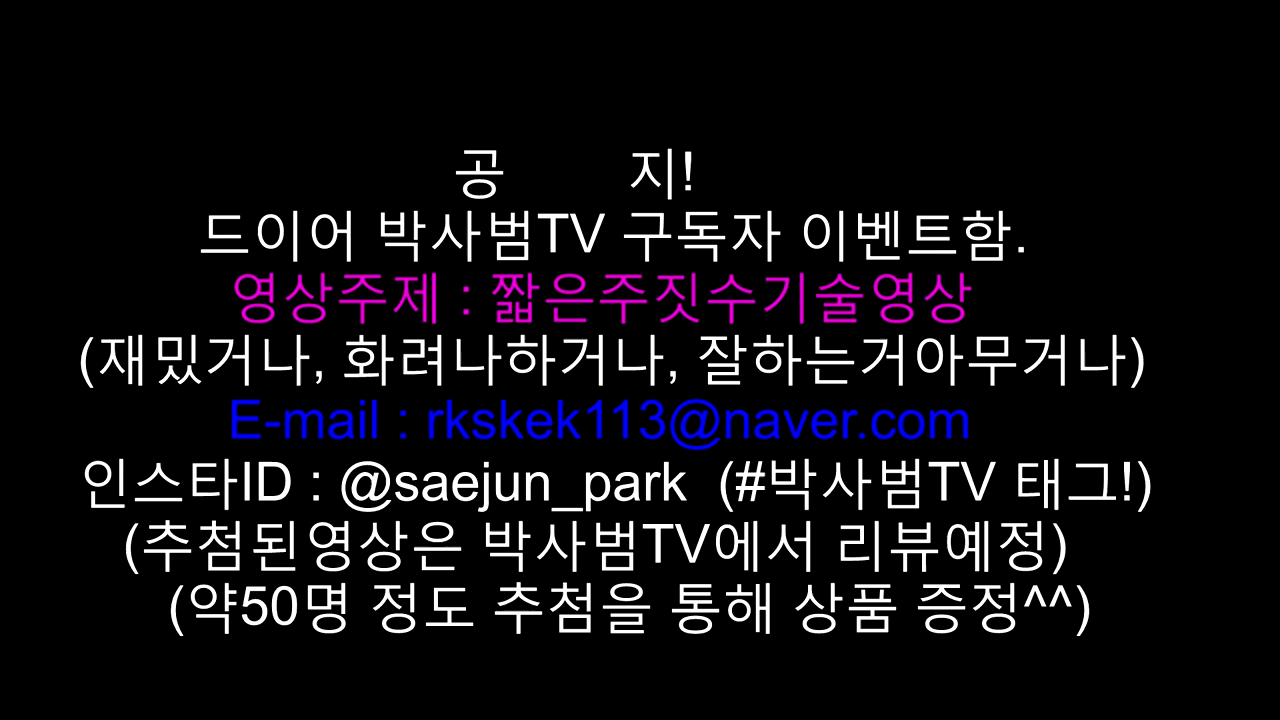 공 지!
드이어 박사범TV 구독자 이벤트함.
영상주제 : 짧은주짓수기술영상
(재밌거나, 화려나하거나, 잘하는거아무거나)
E-mail : rkskek113@naver.com
인스타ID : @saejun_park (#박사범TV 태그!)
(추첨된영상은 박사범TV에서 리뷰예정)
(약50명 정도 추첨을 통해 상품 증정^^)